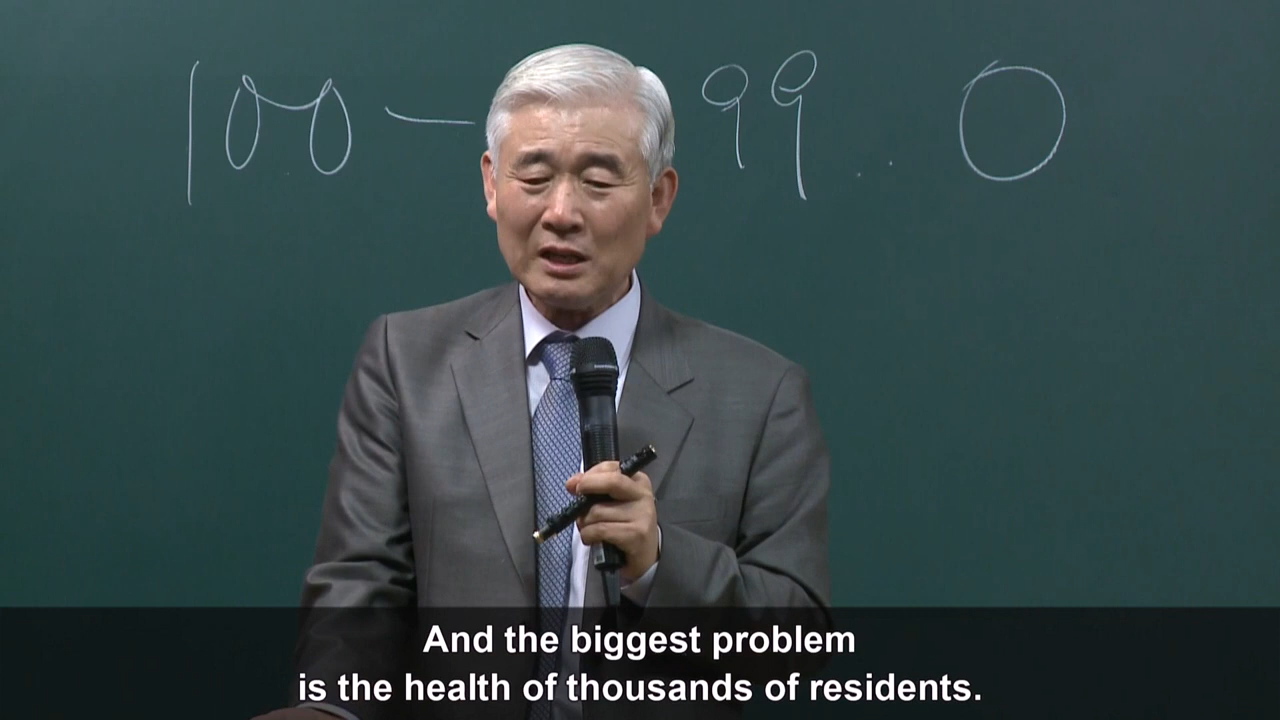 100 — 99. 0
And the biggest problem
is the health of thousands of residents.